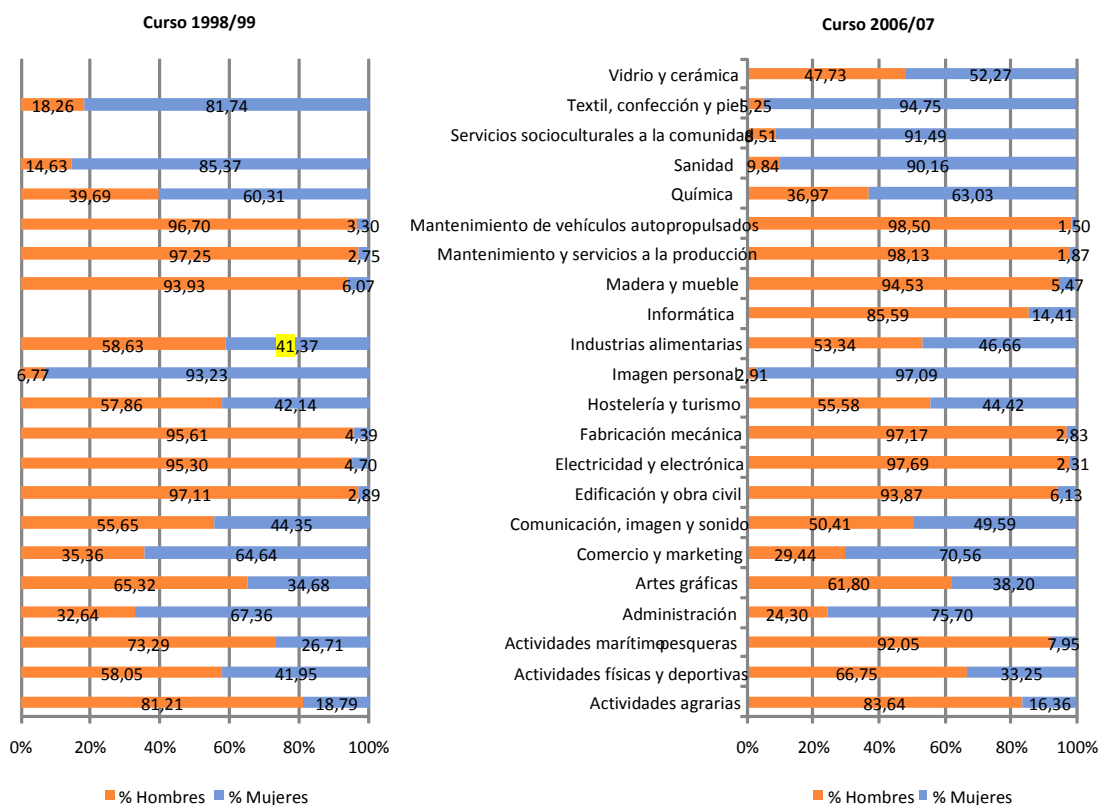 Curso 1998/99
Curso 2006/07
Vidrio y cerámica 47,73 52,27
18,26 81,74 Textil, confección y piel 5,25 94,75
Servicios socioculturales a la comunidad 8,51 91,49
14,63 85,37 Sanidad 9,84 90,16
39,69 60,31 Química 36,97 63,03
96,70 3,30 Mantenimiento de vehículos autopropulsados 98,50 1,50
97,25 2,75 Mantenimiento y servicios a la producción 98,13 1,87
93,93 6,07 Madera y mueble 94,53 5,47
Informática 85,59 14,41
58,63 41,37 Industrias alimentarias 53,34 46,66
6,77 93,23 Imagen personal 2,91 97,09
57,86 42,14 Hostelería y turismo 55,58 44,42
95,61 4,39 Fabricación mecánica 97,17 2,83
95,30 4,70 Electricidad y electrónica 97,69 2,31
97,11 2,89 Edificación y obra civil 93,87 6,13
55,65 44,35 Comunicación, imagen y sonido 50,41 49,59
35,36 64,64 Comercio y marketing 29,44 70,56
65,32 34,68 Artes gráficas 61,80 38,20
32,64 67,36 Administración 24,30 75,70
73,29 26,71 Actividades marítimo-pesqueras 92,05 7,95
58,05 41,95 Actividades físicas y deportivas 66,75 33,25
81,21 18,79 Actividades agrarias 83,64 16,36
0% 20% 40% 60% 80% 100% 0% 20% 40% 60% 80% 100%
% Hombres % Mujeres % Hombres % Mujeres